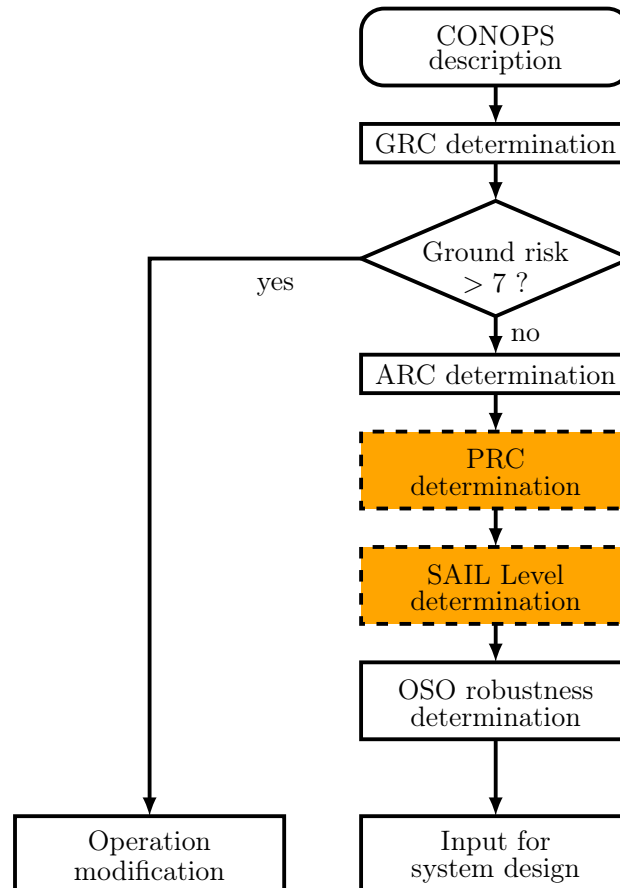 CONOPS
description
GRC determination
Ground risk
> 7 ?
yes
no
ARC determination
PRC
determination
SAIL Level
determination
OSO robustness
determination
Operation
modification
Input for
system design